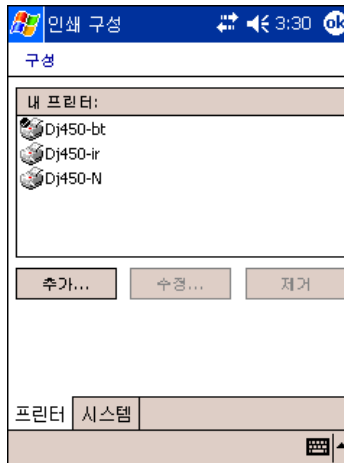 인쇄 구성 3:30 ok
구성
내 프린터:
Dj450-bt
Dj450-ir
Dj450-N
추가... 수정... 제거
프린터 시스템